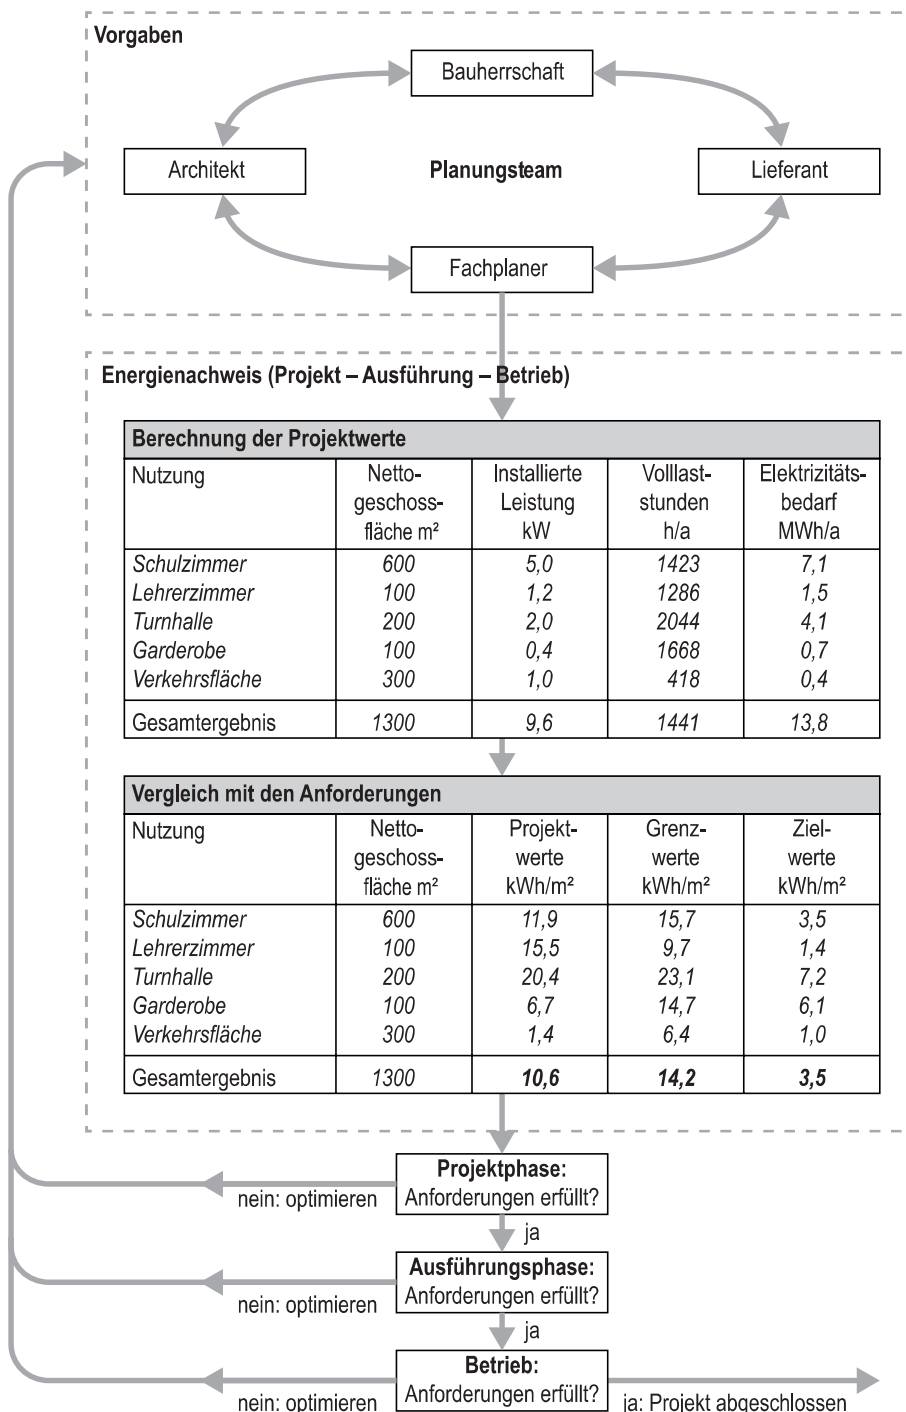 Vorgaben
Bauherrschaft
Architekt
Planungsteam
Lieferant
Fachplaner
Energienachweis (Projekt – Ausführung – Betrieb)
Berechnung der Projektwerte
Nutzung Netto- Installierte Volllast- Elektrizitäts-
geschoss- Leistung stunden bedarf
fläche m² kW h/a MWh/a
Schulzimmer 600 5,0 1423 7,1
Lehrerzimmer 100 1,2 1286 1,5
Turnhalle 200 2,0 2044 4,1
Garderobe 100 0,4 1668 0,7
Verkehrsfläche 300 1,0 418 0,4
Gesamtergebnis 1300 9,6 1441 13,8
Vergleich mit den Anforderungen
Nutzung Netto- Projekt- Grenz- Ziel-
geschoss- werte werte werte
fläche m² kWh/m² kWh/m² kWh/m²
Schulzimmer 600 11,9 15,7 3,5
Lehrerzimmer 100 15,5 9,7 1,4
Turnhalle 200 20,4 23,1 7,2
Garderobe 100 6,7 14,7 6,1
Verkehrsfläche 300 1,4 6,4 1,0
Gesamtergebnis 1300 10,6 14,2 3,5
Projektphase:
Anforderungen erfüllt?
nein: optimieren
ja
Ausführungsphase:
Anforderungen erfüllt?
nein: optimieren
ja
Betrieb:
Anforderungen erfüllt?
nein: optimieren
ja: Projekt abgeschlossen